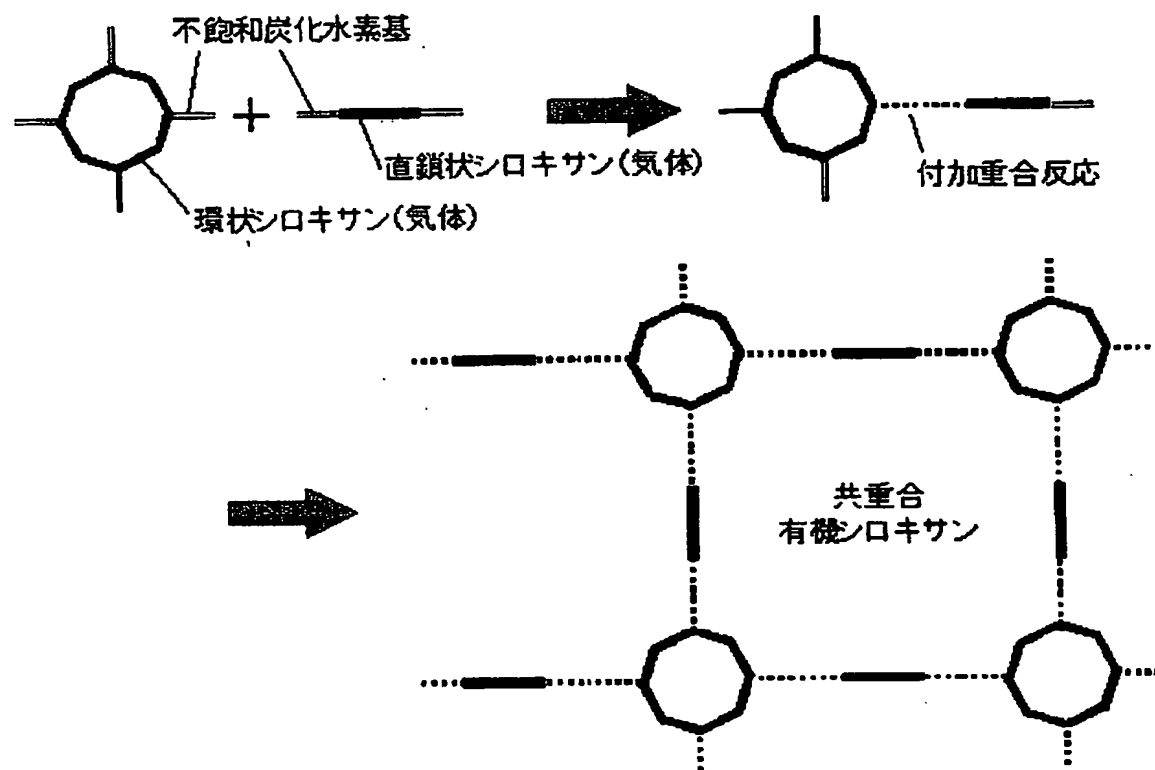 不飽和炭化水素基
+
直鎖状シロキサン(気体)
環状シロキサン(気体)
付加重合反応
共重合
有機シロキサン